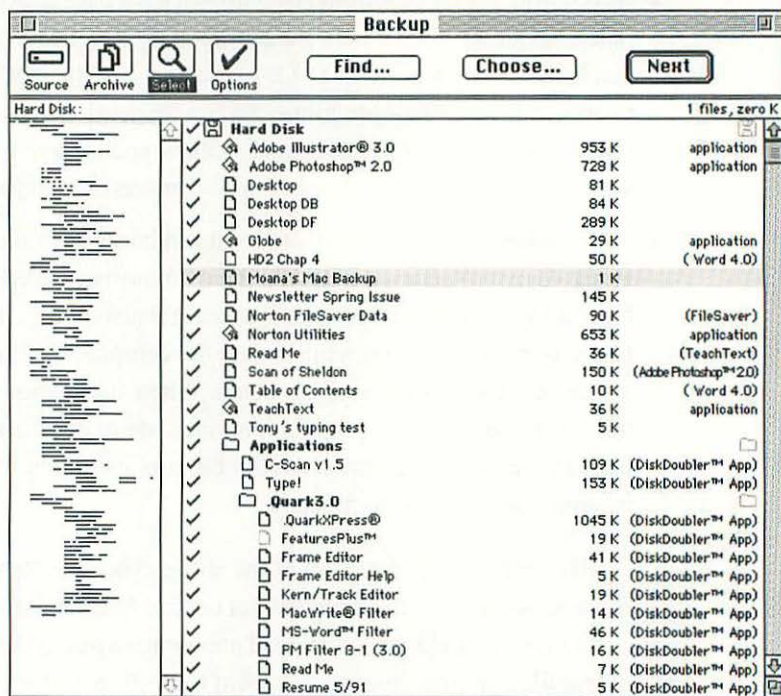 Backup
Source Archive Select Options Find... Choose... Next
Hard Disk: 1 files, zero K
Hard Disk
Adobe Illustrator® 3.0 953 K application
Adobe Photoshop™ 2.0 728 K application
Desktop 81 K
Desktop DB 84 K
Desktop DF 289 K
Globe 29 K application
HD2 Chap 4 50 K ( Word 4.0)
Moana's Mac Backup 1 K
Newsletter Spring Issue 145 K
Norton FileSaver Data 90 K (FileSaver)
Norton Utilities 653 K application
Read Me 36 K (TeachText)
Scan of Sheldon 150 K (Adobe Photoshop™ 2.0)
Table of Contents 10 K ( Word 4.0)
TeachText 36 K application
Tony's typing test 5 K
Applications
C-Scan v1.5 109 K (DiskDoubler™ App)
Type! 153 K (DiskDoubler™ App)
.Quark3.0
.QuarkXPress® 1045 K (DiskDoubler™ App)
FeaturesPlus™ 19 K (DiskDoubler™ App)
Frame Editor 41 K (DiskDoubler™ App)
Frame Editor Help 5 K (DiskDoubler™ App)
Kern/Track Editor 19 K (DiskDoubler™ App)
MacWrite® Filter 14 K (DiskDoubler™ App)
MS-Word™ Filter 46 K (DiskDoubler™ App)
PM Filter B-1 (3.0) 16 K (DiskDoubler™ App)
Read Me 7 K (DiskDoubler™ App)
Resume 5/91 5 K (DiskDoubler™ App)